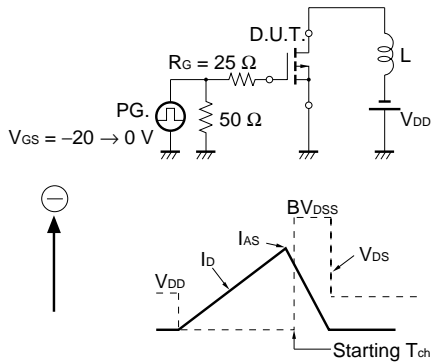 D.U.T.
L
RG = 25 Ω
PG.
50 Ω
VDD
VGS = −20 → 0 V
−
BVDSS
IAS
VDS
ID
VDD
Starting Tch